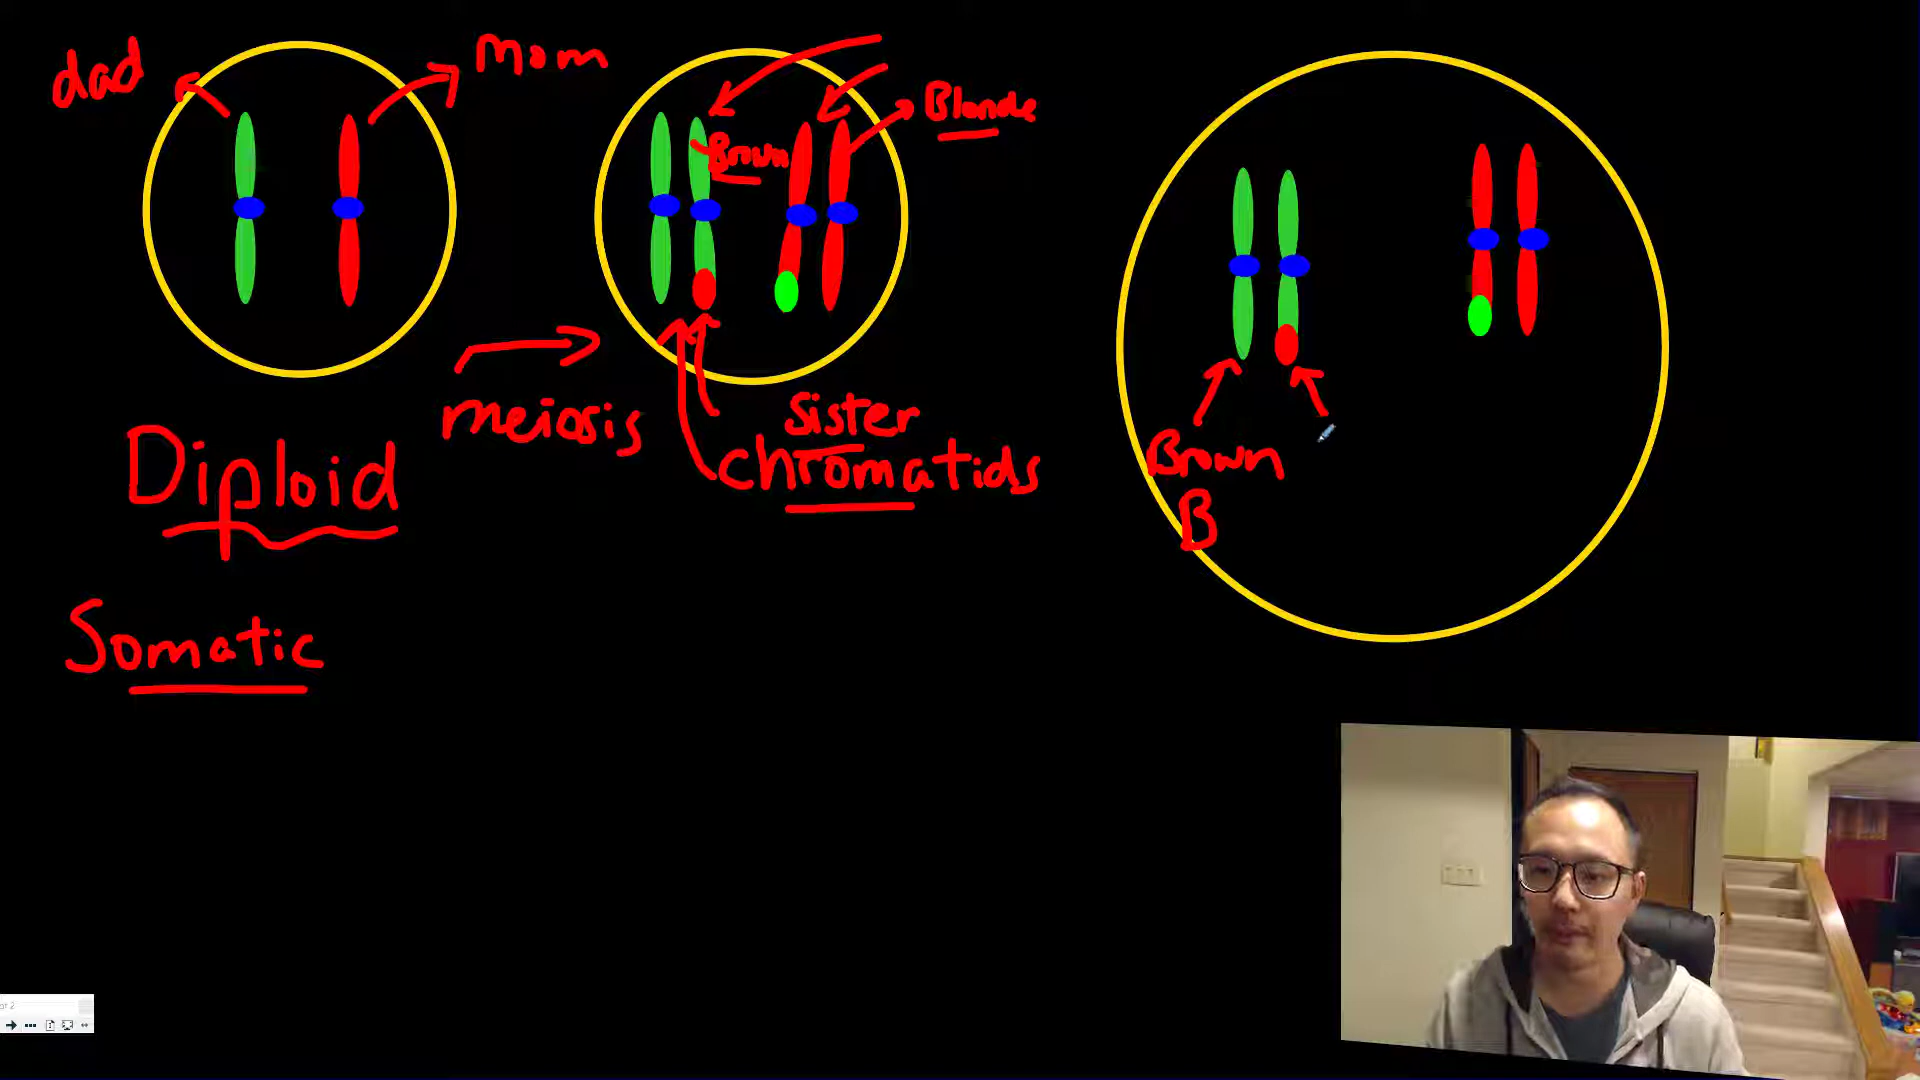 dad
Mom
Blonde
Brown
meiosis
Sister
chromatids
Diploid
Somatic
Brown
B